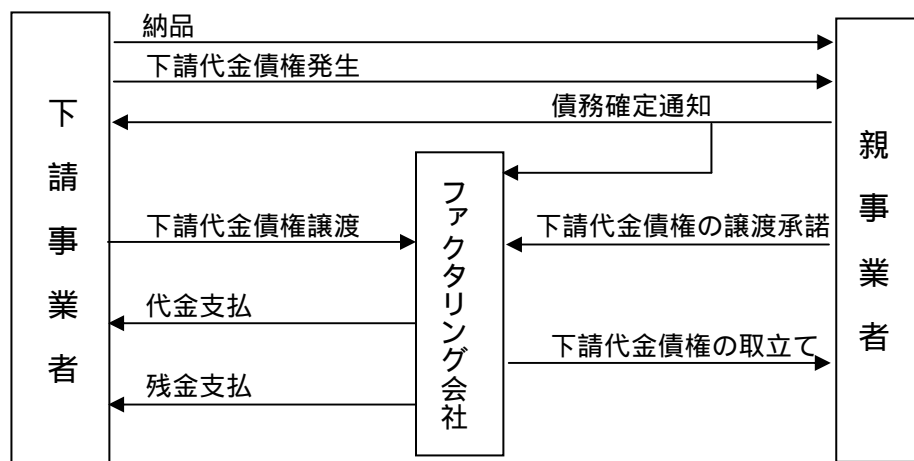 納品
下請代金債権発生
債務確定通知
下請事業者
親事業者
ファクタリング会社
下請代金債権譲渡
下請代金債権の譲渡承諾
代金支払
下請代金債権の取立て
残金支払